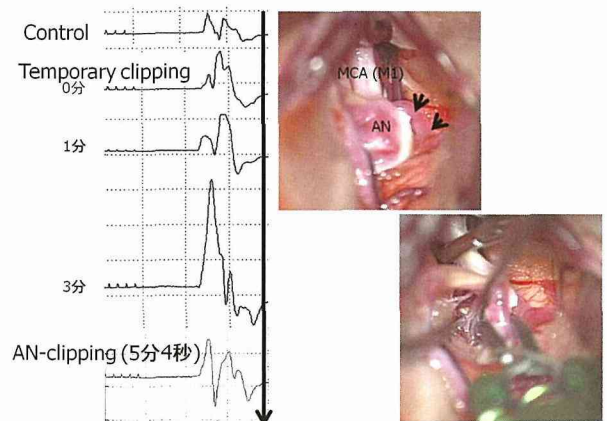 Control
Temporary clipping
0分
1分
3分
AN-clipping (5分4秒)
MCA (M1)
AN